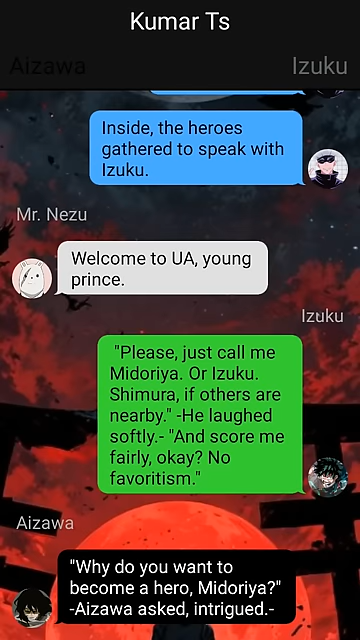 Kumar Ts
Aizawa
Izuku
Inside, the heroes
gathered to speak with
Izuku.
Mr. Nezu
Welcome to UA, young
prince.
Izuku
"Please, just call me
Midoriya. Or Izuku.
Shimura, if others are
nearby." -He laughed
softly.- "And score me
fairly, okay? No
favoritism."
Aizawa
"Why do you want to
become a hero, Midoriya?"
-Aizawa asked, intrigued.-